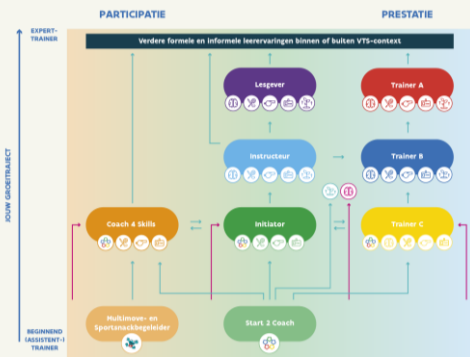 PARTICIPATIE
PRESTATIE
EXPERT-
TRAINER
Verdere formele en informele leerervaringen binnen of buiten VTS-context
Lesgever
Trainer A
Instructeur
Trainer B
JOUW GROEITRAJECT
Coach 4 Skills
Initiator
Trainer C
Multimove- en
Sportsnackbegeleider
Start 2 Coach
BEGINNEND
(ASSISTENT-)
TRAINER